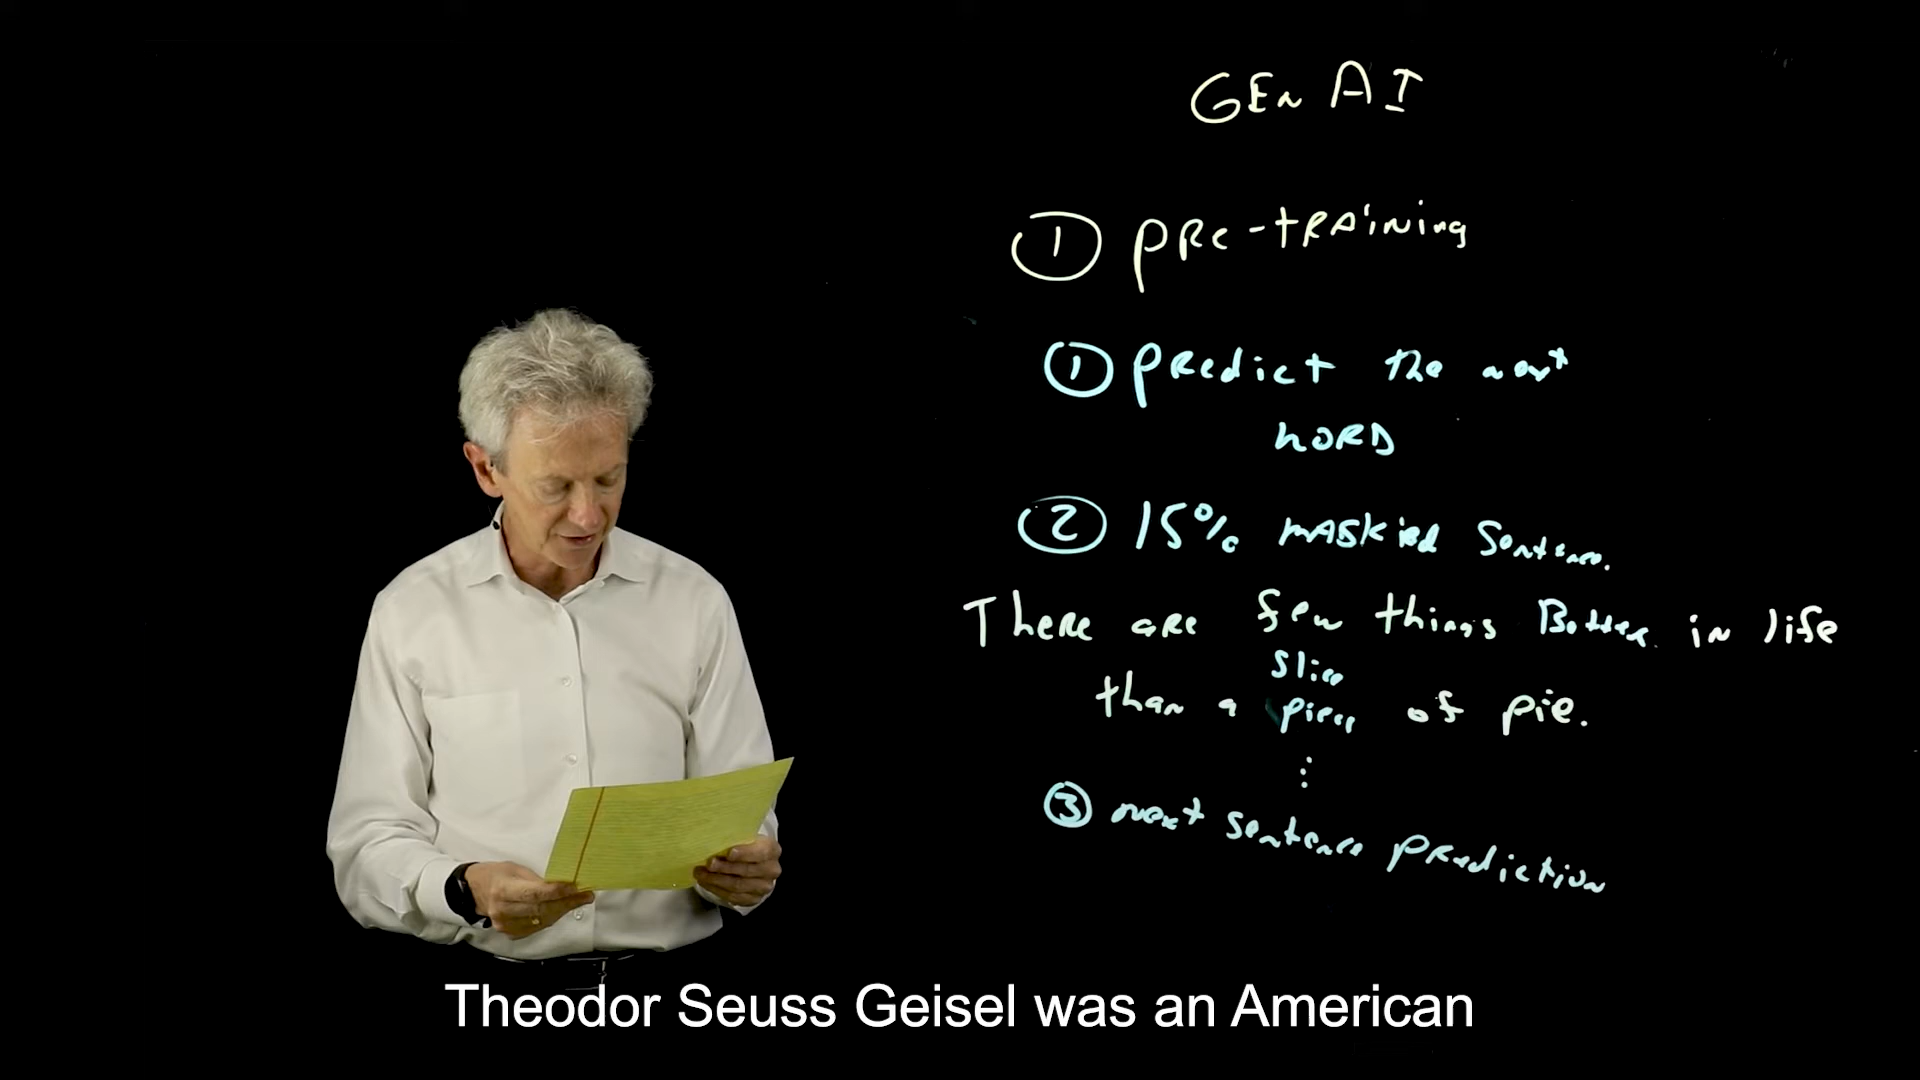 GEn AI
① PRe-tRAining
① PRedict the next
WORD
② 15% MASKied Sentence.
There are few things Better in life
slice
than a piece of pie.
⋮
③ next sentence prediction
Theodor Seuss Geisel was an American